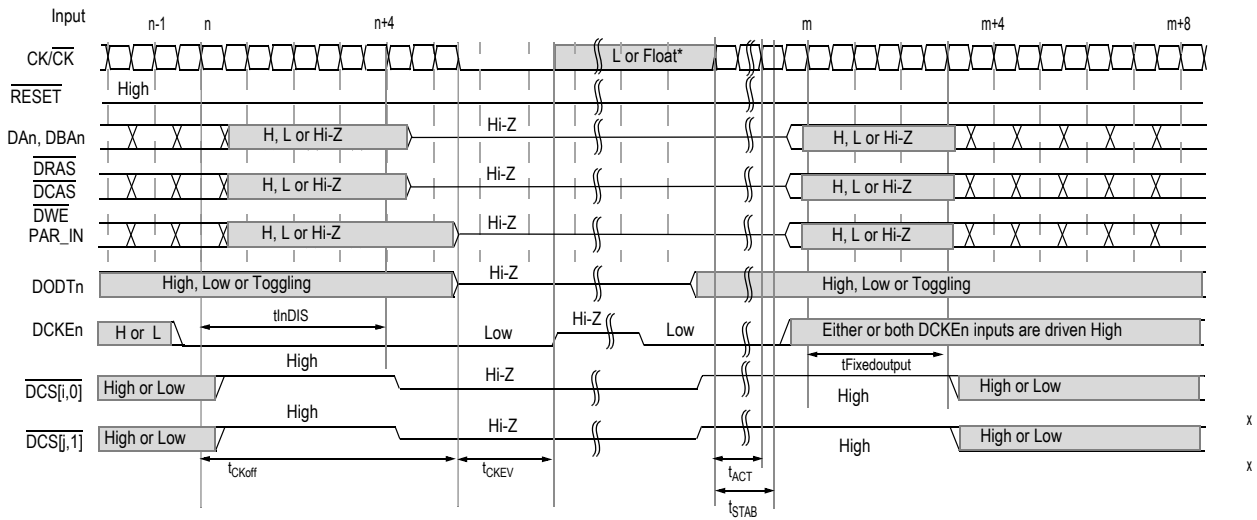 Input
n-1 n n+4 m m+4 m+8
CK/CK L or Float*
RESET High
DAn, DBAn H, L or Hi-Z Hi-Z H, L or Hi-Z
DRAS
DCAS H, L or Hi-Z Hi-Z H, L or Hi-Z
DWE
PAR_IN H, L or Hi-Z Hi-Z H, L or Hi-Z
DODTn High, Low or Toggling Hi-Z High, Low or Toggling
DCKEn H or L tInDIS Low Hi-Z Low Either or both DCKEn inputs are driven High
tFixedoutput
DCS[i,0] High or Low High Hi-Z High High or Low
DCS[j,1] High or Low High Hi-Z High High or Low
x
tCKoff tCKEV tACT
x
tSTAB